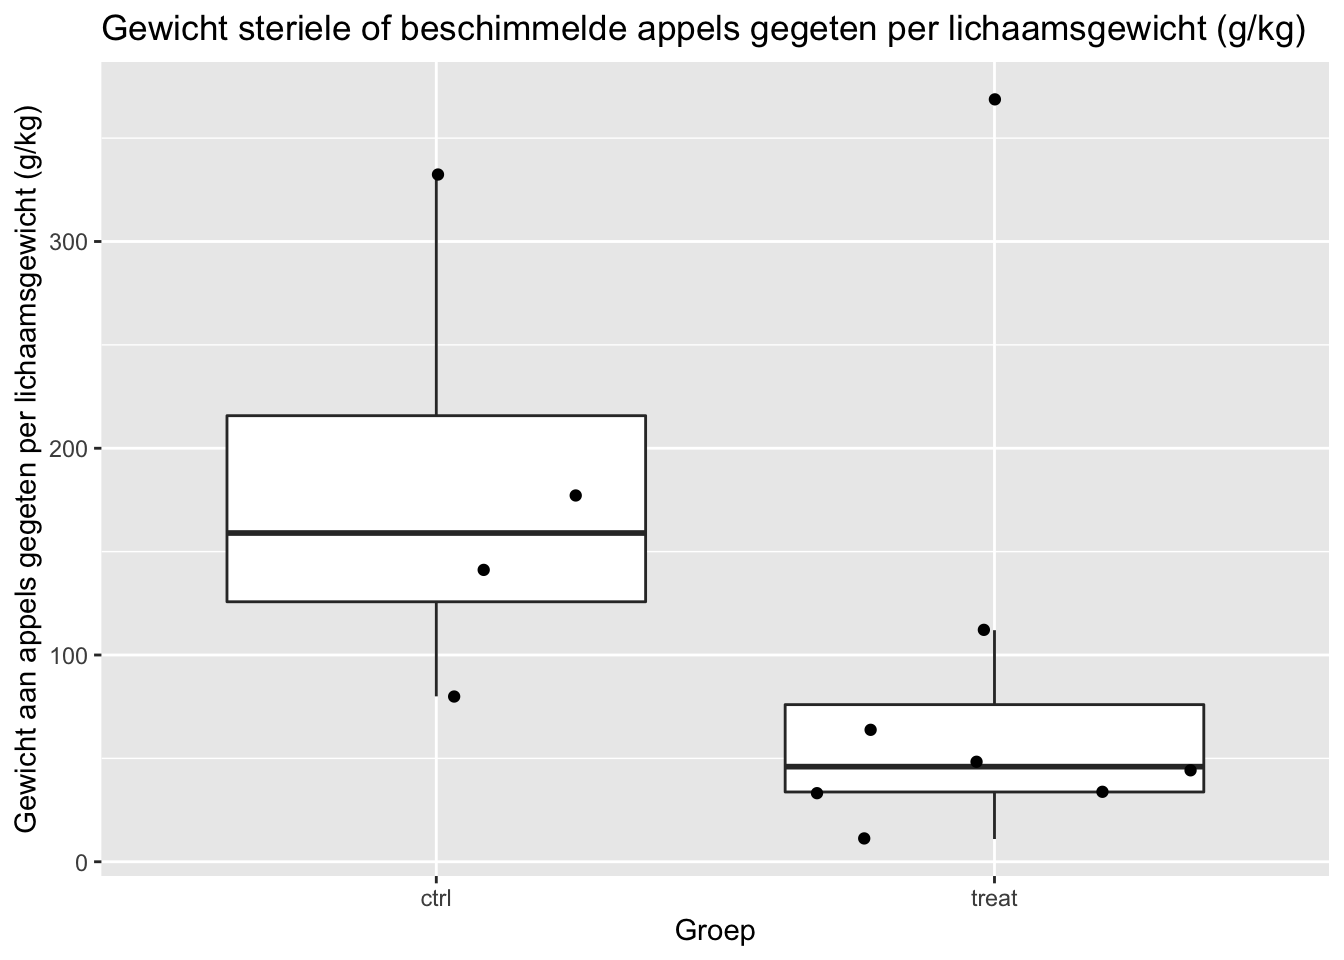 Gewicht steriele of beschimmelde appels gegeten per lichaamsgewicht (g/kg)
Gewicht aan appels gegeten per lichaamsgewicht (g/kg)
300
200
100
0
ctrl
treat
Groep